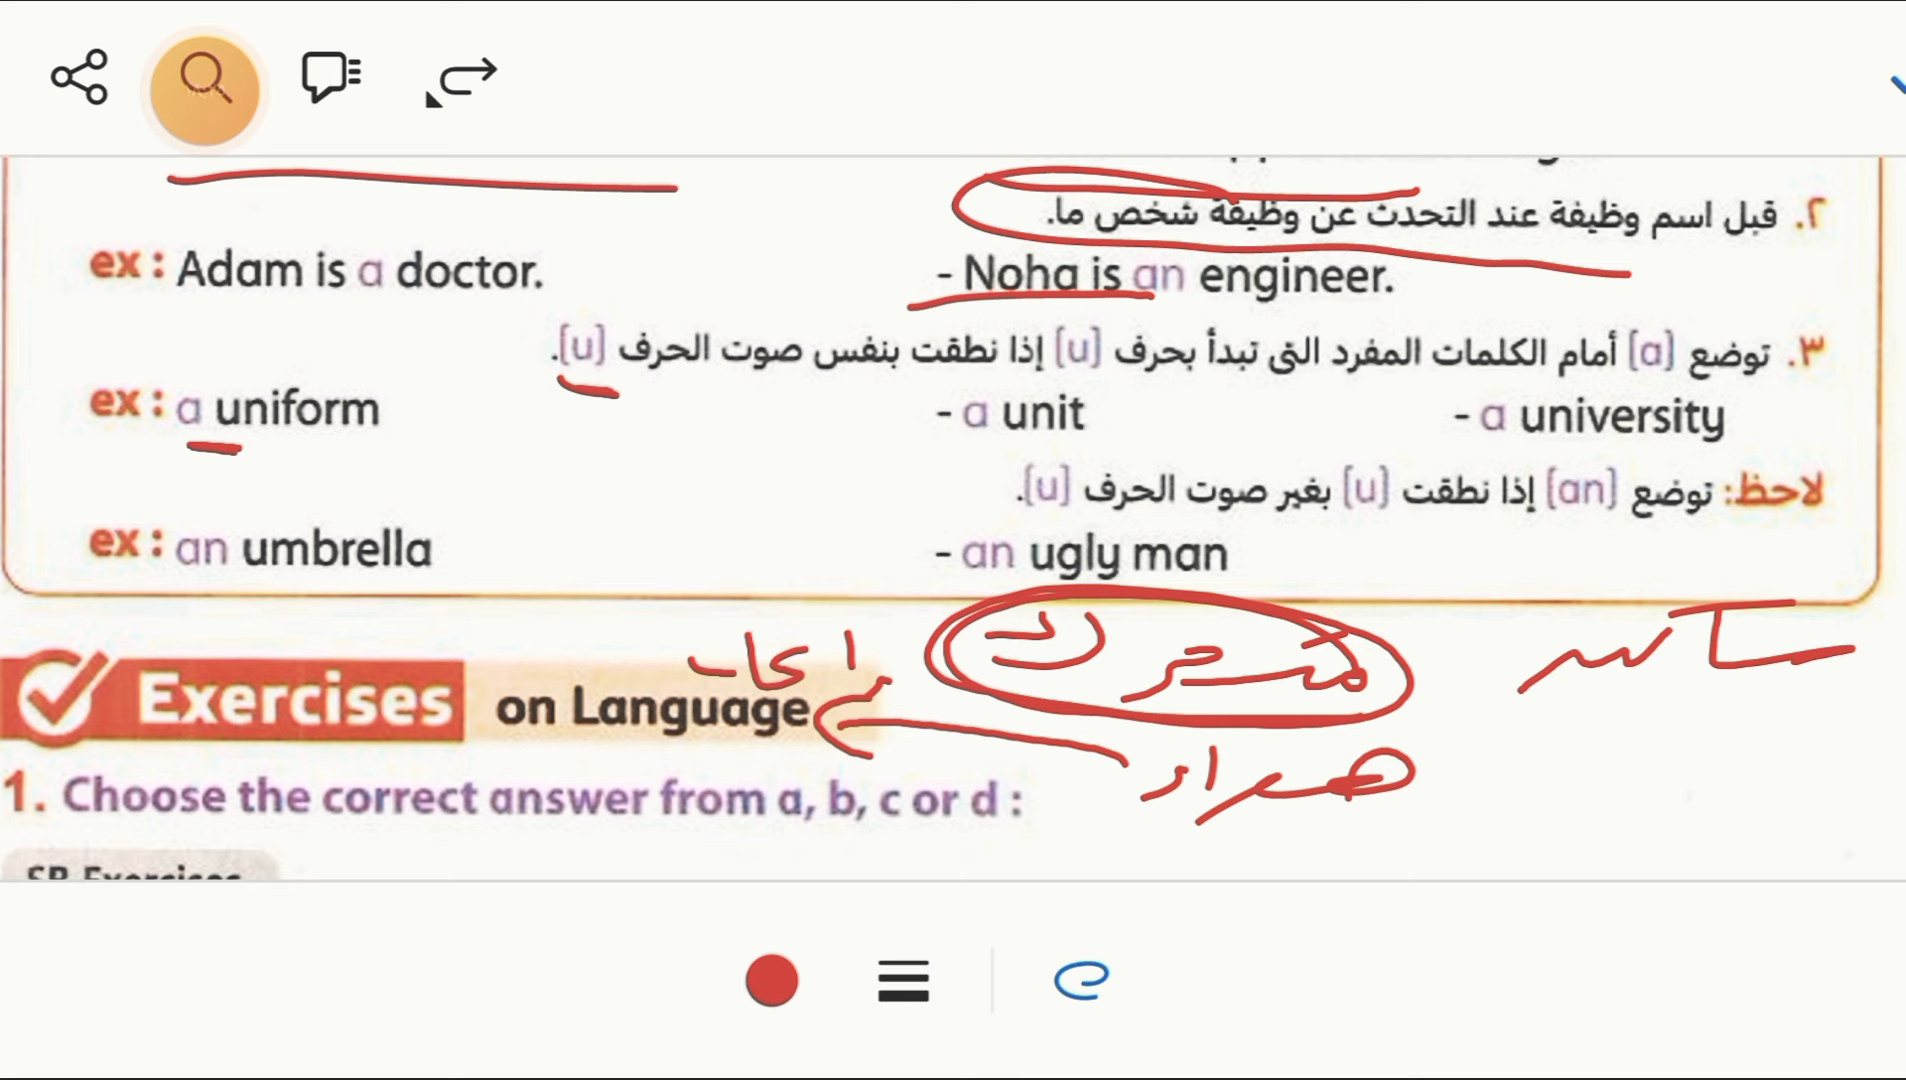 ٢. قبل اسم وظيفة عند التحدث عن وظيفة شخص ما.
ex : Adam is a doctor. - Noha is an engineer.
٣. توضع (a) أمام الكلمات المفرد التى تبدأ بحرف (u) إذا نطقت بنفس صوت الحرف (u).
ex : a uniform - a unit - a university
لاحظ: توضع (an) إذا نطقت (u) بغير صوت الحرف (u).
ex : an umbrella - an ugly man
متحرك
Exercises on Language
1. Choose the correct answer from a, b, c or d :
SB Exercises